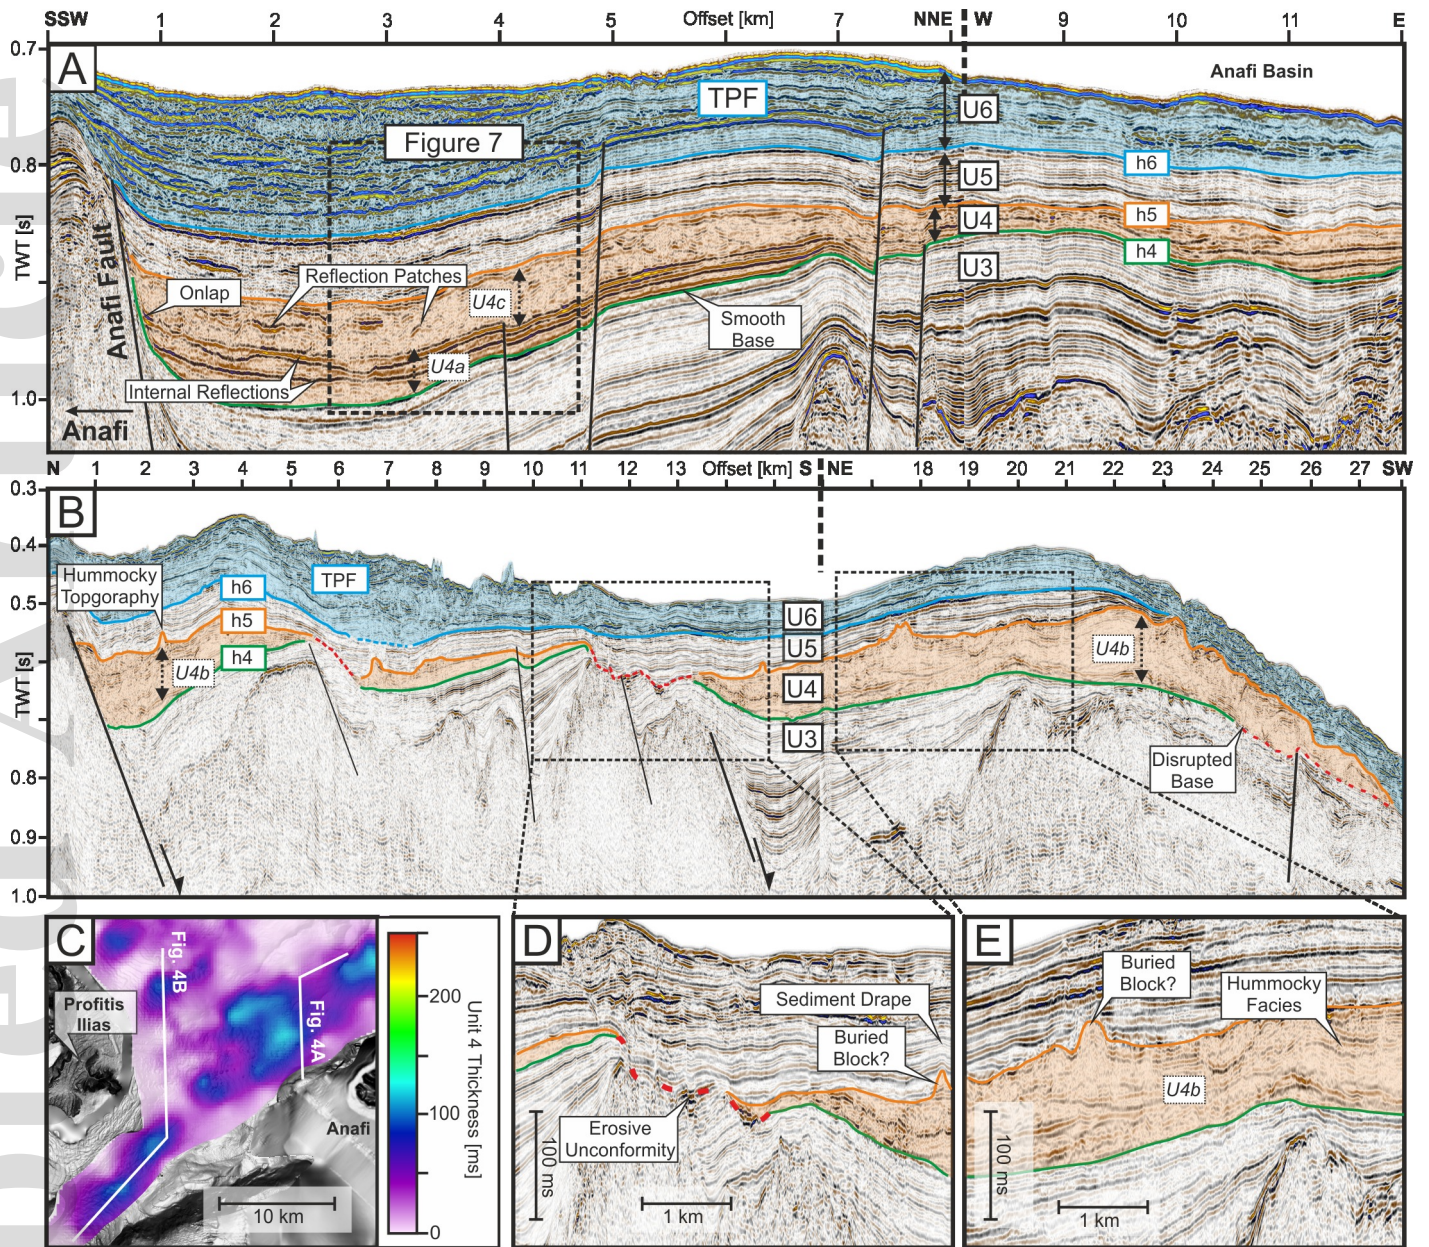 SSW 1 2 3 4 5 Offset [km] 7 NNE W 9 10 11 E
A
0.7
0.8
1.0
TWT [s]
Anafi Basin
TPF
U6
Figure 7
h6
U5
h5
U4
h4
U3
Anafi Fault
Onlap
Reflection Patches
U4c
Smooth
Base
U4a
Internal Reflections
Anafi
N 1 2 3 4 5 6 7 8 9 10 11 12 13 Offset [km] S NE 18 19 20 21 22 23 24 25 26 27 SW
B
0.3
0.4
0.5
0.8
0.9
1.0
TWT [s]
Hummocky
Topgoraphy
h6
TPF
h5
h4
U4b
U6
U5
U4
U3
U4b
Disrupted
Base
C
Fig. 4B
Profitis
Ilias
Fig. 4A
Anafi
10 km
200
100
0
Unit 4 Thickness [ms]
D
Sediment Drape
Buried
Block?
Erosive
Unconformity
100 ms
1 km
E
Buried
Block?
Hummocky
Facies
U4b
100 ms
1 km